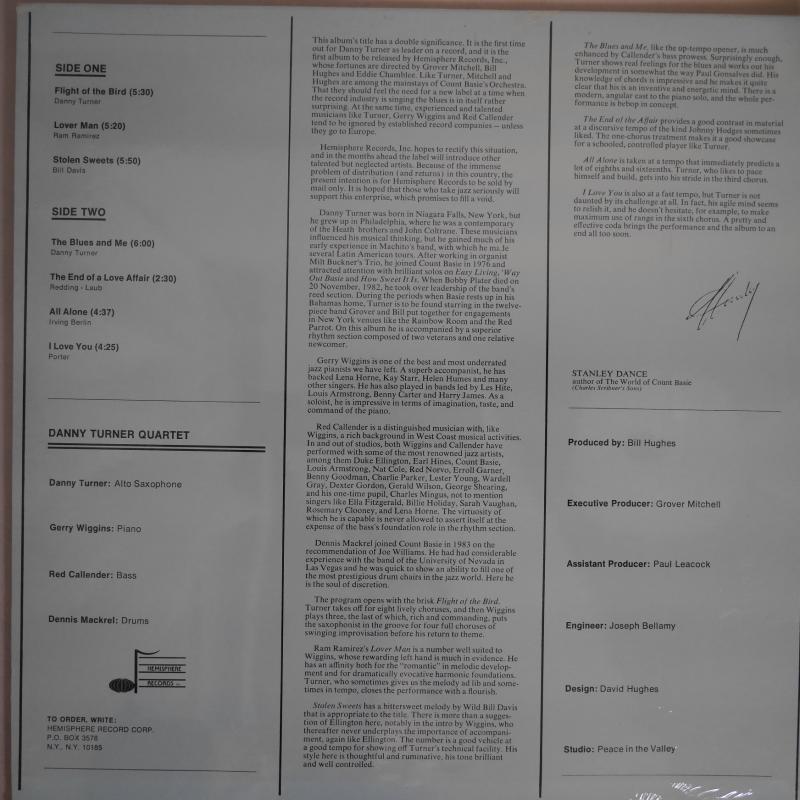 SIDE ONE
Flight of the Bird (5:30)
Danny Turner
Lover Man (5:20)
Ram Ramirez
Stolen Sweets (5:50)
Bill Davis
SIDE TWO
The Blues and Me (6:00)
Danny Turner
The End of a Love Affair (2:30)
Redding - Laub
All Alone (4:37)
Irving Berlin
I Love You (4:25)
Porter
DANNY TURNER QUARTET
Danny Turner: Alto Saxophone
Gerry Wiggins: Piano
Red Callender: Bass
Dennis Mackrel: Drums
HEMISPHERE
RECORDS
TO ORDER, WRITE:
HEMISPHERE RECORD CORP.
P.O. BOX 3578
N.Y., N.Y. 10185
This album's title has a double significance. It is the first time
out for Danny Turner as leader on a record, and it is the
first album to be released by Hemisphere Records, Inc.,
whose fortunes are directed by Grover Mitchell, Bill
Hughes and Eddie Chamblee. Like Turner, Mitchell and
Hughes are among the mainstays of Count Basie's Orchestra.
That they should feel the need for a new label at a time when
the record industry is singing the blues is in itself rather
surprising. At the same time, experienced and talented
musicians like Turner, Gerry Wiggins and Red Callender
tend to be ignored by established record companies – unless
they go to Europe.
Hemisphere Records, Inc. hopes to rectify this situation,
and in the months ahead the label will introduce other
talented but neglected artists. Because of the immense
problem of distribution (and returns) in this country, the
present intention is for Hemisphere Records to be sold by
mail only. It is hoped that those who take jazz seriously will
support this enterprise, which promises to fill a void.
Danny Turner was born in Niagara Falls, New York, but
he grew up in Philadelphia, where he was a contemporary
of the Heath brothers and John Coltrane. These musicians
influenced his musical thinking, but he gained much of his
early experience in Machito's band, with which he made
several Latin American tours. After working in organist
Milt Buckner's Trio, he joined Count Basie in 1976 and
attracted attention with brilliant solos on Easy Living, 'Way
Out Basie and How Sweet It Is. When Bobby Plater died on
20 November, 1982, he took over leadership of the band's
reed section. During the periods when Basie rests up in his
Bahamas home, Turner is to be found starring in the twelve-
piece band Grover and Bill put together for engagements
in New York venues like the Rainbow Room and the Red
Parrot. On this album he is accompanied by a superior
rhythm section composed of two veterans and one relative
newcomer.
Gerry Wiggins is one of the best and most underrated
jazz pianists we have left. A superb accompanist, he has
backed Lena Horne, Kay Starr, Helen Humes and many
other singers. He has also played in bands led by Les Hite,
Louis Armstrong, Benny Carter and Harry James. As a
soloist, he is impressive in terms of imagination, taste, and
command of the piano.
Red Callender is a distinguished musician with, like
Wiggins, a rich background in West Coast musical activities.
In and out of studios, both Wiggins and Callender have
performed with some of the most renowned jazz artists,
among them Duke Ellington, Earl Hines, Count Basie,
Louis Armstrong, Nat Cole, Red Norvo, Erroll Garner,
Benny Goodman, Charlie Parker, Lester Young, Wardell
Gray, Dexter Gordon, Gerald Wilson, George Shearing,
and his one-time pupil, Charles Mingus, not to mention
singers like Ella Fitzgerald, Billie Holiday, Sarah Vaughan,
Rosemary Clooney, and Lena Horne. The virtuosity of
which he is capable is never allowed to assert itself at the
expense of the bass's foundation role in the rhythm section.
Dennis Mackrel joined Count Basie in 1983 on the
recommendation of Joe Williams. He had had considerable
experience with the band of the University of Nevada in
Las Vegas and he was quick to show an ability to fill one of
the most prestigious drum chairs in the jazz world. Here he
is the soul of discretion.
The program opens with the brisk Flight of the Bird.
Turner takes off for eight lively choruses, and then Wiggins
plays three, the last of which, rich and commanding, puts
the saxophonist in the groove for four full choruses of
swinging improvisation before his return to theme.
Ram Ramirez's Lover Man is a number well suited to
Wiggins, whose rewarding left hand is much in evidence. He
has an affinity both for the "romantic" in melodic develop-
ment and for dramatically evocative harmonic foundations.
Turner, who sometimes gives us the melody ad lib and some-
times in tempo, closes the performance with a flourish.
Stolen Sweets has a bittersweet melody by Wild Bill Davis
that is appropriate to the title. There is more than a sugges-
tion of Ellington here, notably in the intro by Wiggins, who
thereafter never underplays the importance of accompani-
ment, again like Ellington. The number is a good vehicle at
a good tempo for showing off Turner's technical facility. His
style here is thoughtful and ruminative, his tone brilliant
and well controlled.
The Blues and Me, like the up-tempo opener, is much
enhanced by Callender's bass prowess. Surprisingly enough,
Turner shows real feelings for the blues and works out his
development in somewhat the way Paul Gonsalves did. His
knowledge of chords is impressive and he makes it quite
clear that his is an inventive and energetic mind. There is a
modern, angular cast to the piano solo, and the whole per-
formance is bebop in concept.
The End of the Affair provides a good contrast in material
at a discursive tempo of the kind Johnny Hodges sometimes
liked. The one-chorus treatment makes it a good showcase
for a schooled, controlled player like Turner.
All Alone is taken at a tempo that immediately predicts a
lot of eighths and sixteenths. Turner, who likes to pace
himself and build, gets into his stride in the third chorus.
I Love You is also at a fast tempo, but Turner is not
daunted by its challenge at all. In fact, his agile mind seems
to relish it, and he doesn't hesitate, for example, to make
maximum use of range in the sixth chorus. A pretty and
effective coda brings the performance and the album to an
end all too soon.
STANLEY DANCE
author of The World of Count Basie
(Charles Scribner's Sons)
Produced by: Bill Hughes
Executive Producer: Grover Mitchell
Assistant Producer: Paul Leacock
Engineer: Joseph Bellamy
Design: David Hughes
Studio: Peace in the Valley